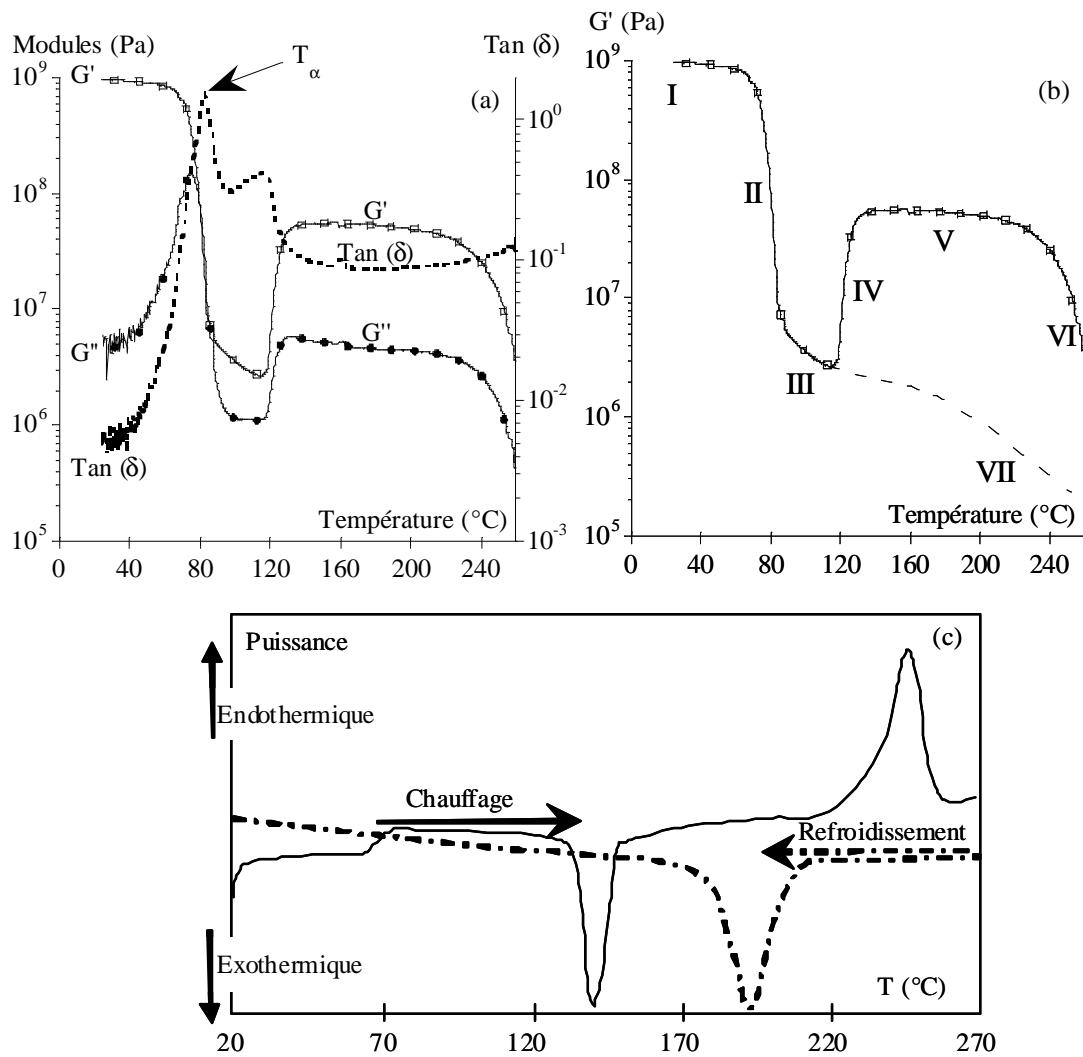 Modules (Pa)
Tan (δ)
T
α
(a)
G'
10⁹
10⁸
10⁷
10⁶
10⁵
10⁰
10⁻¹
10⁻²
10⁻³
G'
Tan (δ)
G''
G"
Tan (δ)
Température (°C)
0 40 80 120 160 200 240
G' (Pa)
(b)
10⁹
10⁸
10⁷
10⁶
10⁵
I
II
III
IV
V
VI
VII
Température (°C)
0 40 80 120 160 200 240
Puissance
(c)
Endothermique
Chauffage
Refroidissement
Exothermique
T (°C)
20 70 120 170 220 270